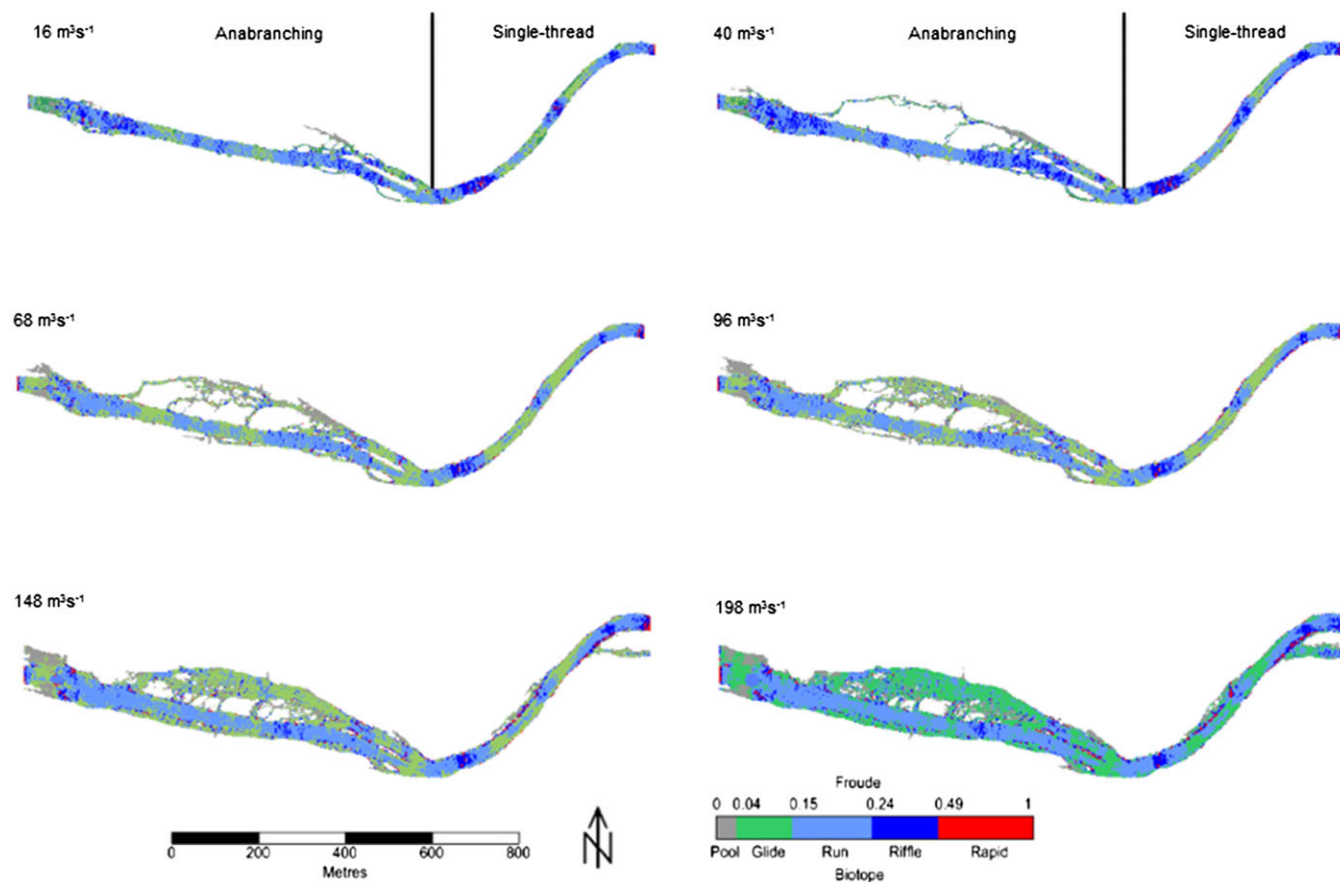 16 m³s⁻¹ Anabranching Single-thread
40 m³s⁻¹ Anabranching Single-thread
68 m³s⁻¹
96 m³s⁻¹
148 m³s⁻¹
198 m³s⁻¹
0 200 400 600 800
Metres
N
Froude
0 0.04 0.15 0.24 0.49 1
Pool Glide Run Riffle Rapid
Biotope